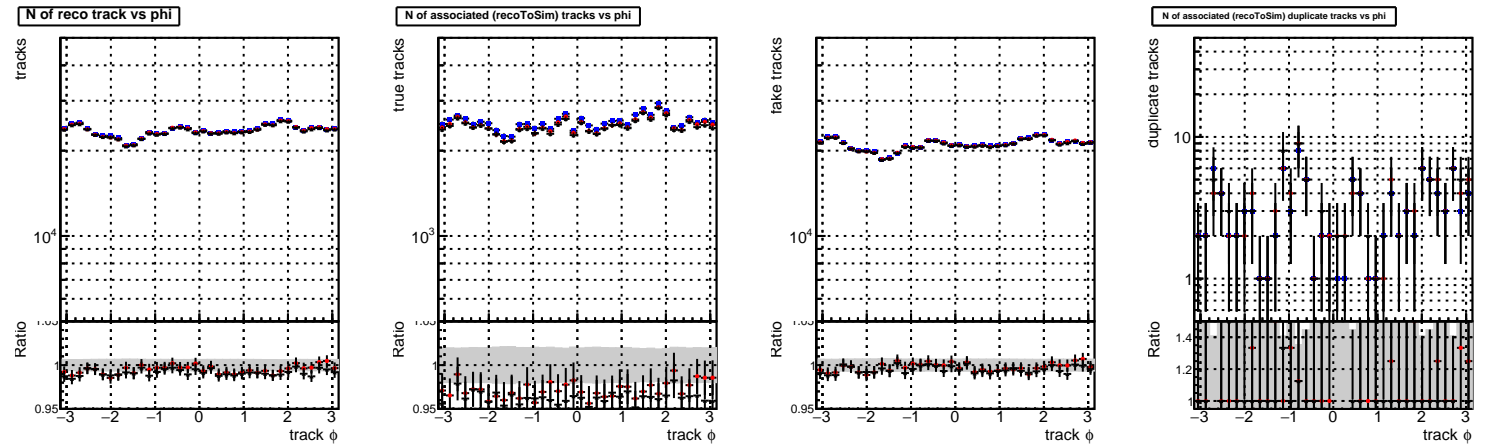 N of reco track vs phi
tracks
10⁴
Ratio
1
0.95
−3 −2 −1 0 1 2 3
track ϕ
N of associated (recoToSim) tracks vs phi
true tracks
10³
Ratio
1
0.95
−3 −2 −1 0 1 2 3
track ϕ
fake tracks
10⁴
Ratio
1
0.95
−3 −2 −1 0 1 2 3
track ϕ
N of associated (recoToSim) duplicate tracks vs phi
duplicate tracks
10
1
Ratio
1.4
1.2
1
−3 −2 −1 0 1 2 3
track ϕ